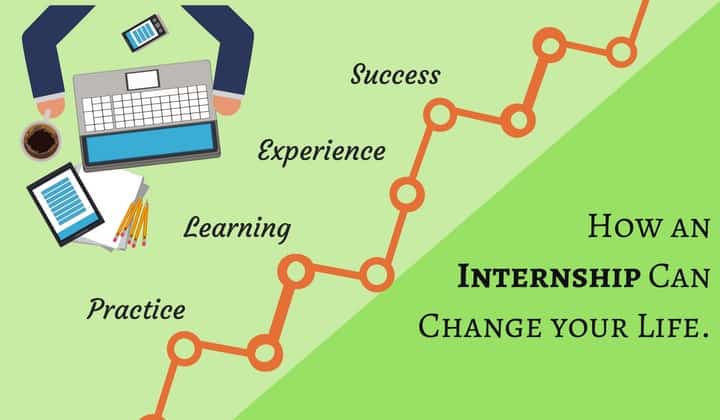 Success
Experience
Learning
Practice
How an
Internship Can
Change your Life.